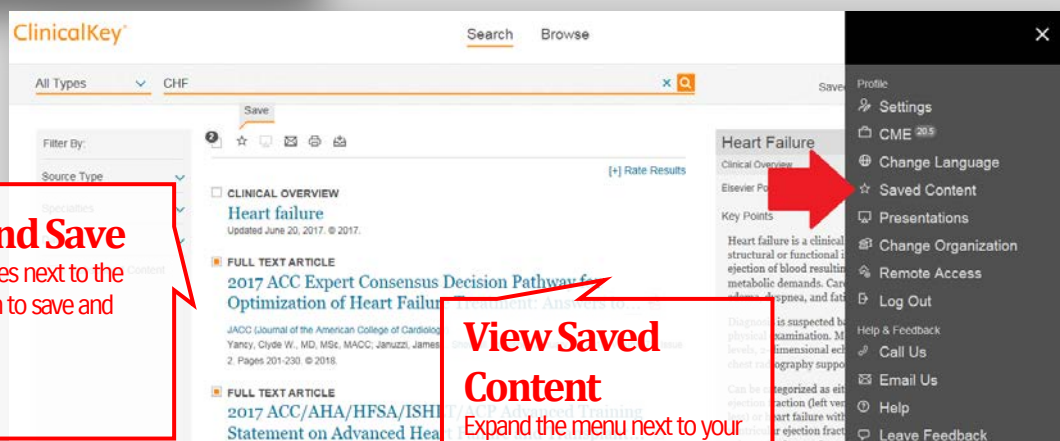 ClinicalKey
Search Browse
All Types CHF
Save
Filter By:
Source Type
nd Save
es next to the
n to save and
Content
Save
2
[+] Rate Results
CLINICAL OVERVIEW
Heart failure
Updated June 20, 2017. © 2017.
FULL TEXT ARTICLE
2017 ACC Expert Consensus Decision Pathway for
Optimization of Heart Failure Treatment: Answers to...
JACC (Journal of the American College of Cardiolog
Yancy, Clyde W., MD, MSc, MACC; Januzzi, James
2. Pages 201-230. © 2018.
FULL TEXT ARTICLE
2017 ACC/AHA/HFSA/ISHLT/ACP Advanced Training
Statement on Advanced Heart
View Saved
Content
Expand the menu next to your
Heart Failure
Clinical Overview
Elsevier Po
Key Points
Heart failure is a clinical
structural or functional i
ejection of blood resultin
metabolic demands. Car
edema, dyspnea, and fati
Diagnosis is suspected ba
physical examination. M
levels, 2-dimensional ech
chest radiography suppo
Can be categorized as eit
ejection fraction (left ven
heart failure with
ejection fract
Profile
Settings
CME 20.5
Change Language
Saved Content
Presentations
Change Organization
Remote Access
Log Out
Help & Feedback
Call Us
Email Us
Help
Leave Feedback